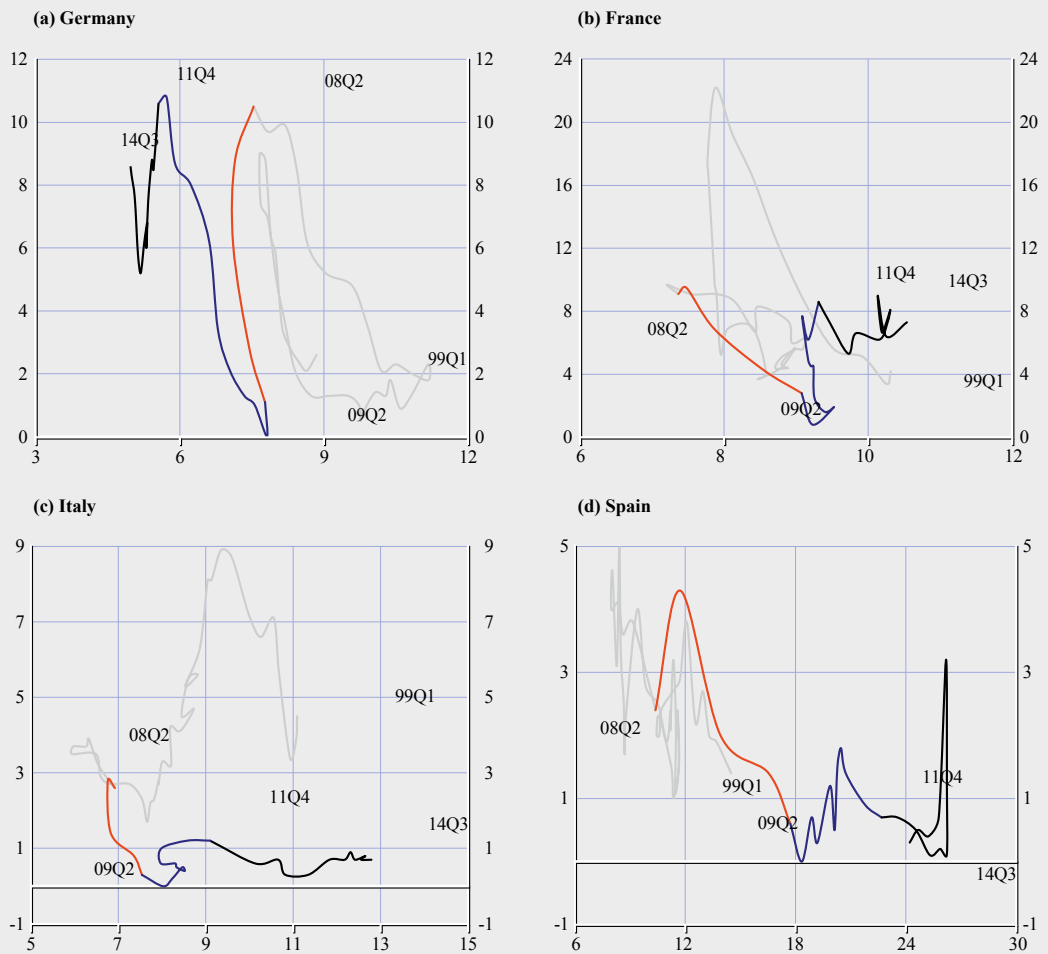 (a) Germany
(b) France
12 12 24 24
11Q4 08Q2
10 10 20 20
14Q3
8 8 16 16
6 6 12 12
11Q4 14Q3
4 4 8 8
08Q2
2 2 4 4
99Q1 99Q1
09Q2 09Q2
0 0 0 0
3 6 9 12 6 8 10 12
(c) Italy
(d) Spain
9 9 5 5
7 7
3 3
5 5
99Q1
08Q2 08Q2
3 3
11Q4 99Q1 11Q4
1 1
14Q3 09Q2
1 1
09Q2 14Q3
-1 -1 -1 -1
5 7 9 11 13 15 6 12 18 24 30